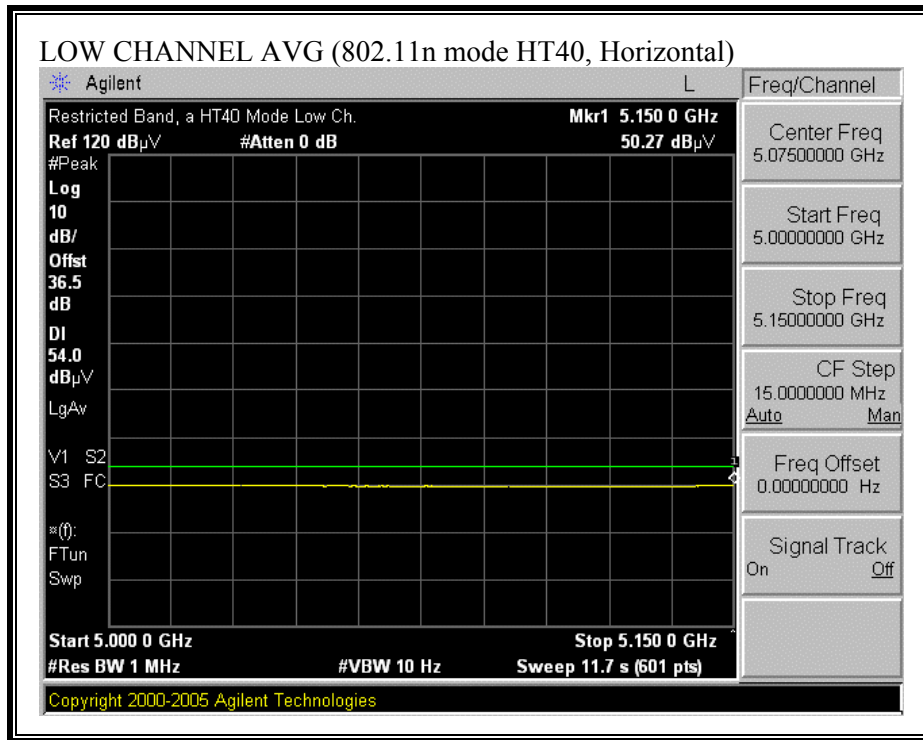 LOW CHANNEL AVG (802.11n mode HT40, Horizontal)
Agilent L Freq/Channel
Restricted Band, a HT40 Mode Low Ch. Mkr1 5.150 0 GHz
Ref 120 dBµV #Atten 0 dB 50.27 dBµV
#Peak
Log
10
dB/
Offst
36.5
dB
DI
54.0
dBµV
LgAv
V1 S2
S3 FC
¤(f):
FTun
Swp
1
Start 5.000 0 GHz Stop 5.150 0 GHz ^
#Res BW 1 MHz #VBW 10 Hz Sweep 11.7 s (601 pts)
Center Freq
5.07500000 GHz
Start Freq
5.00000000 GHz
Stop Freq
5.15000000 GHz
CF Step
15.0000000 MHz
Auto Man
Freq Offset
0.00000000 Hz
Signal Track
On Off
Copyright 2000-2005 Agilent Technologies